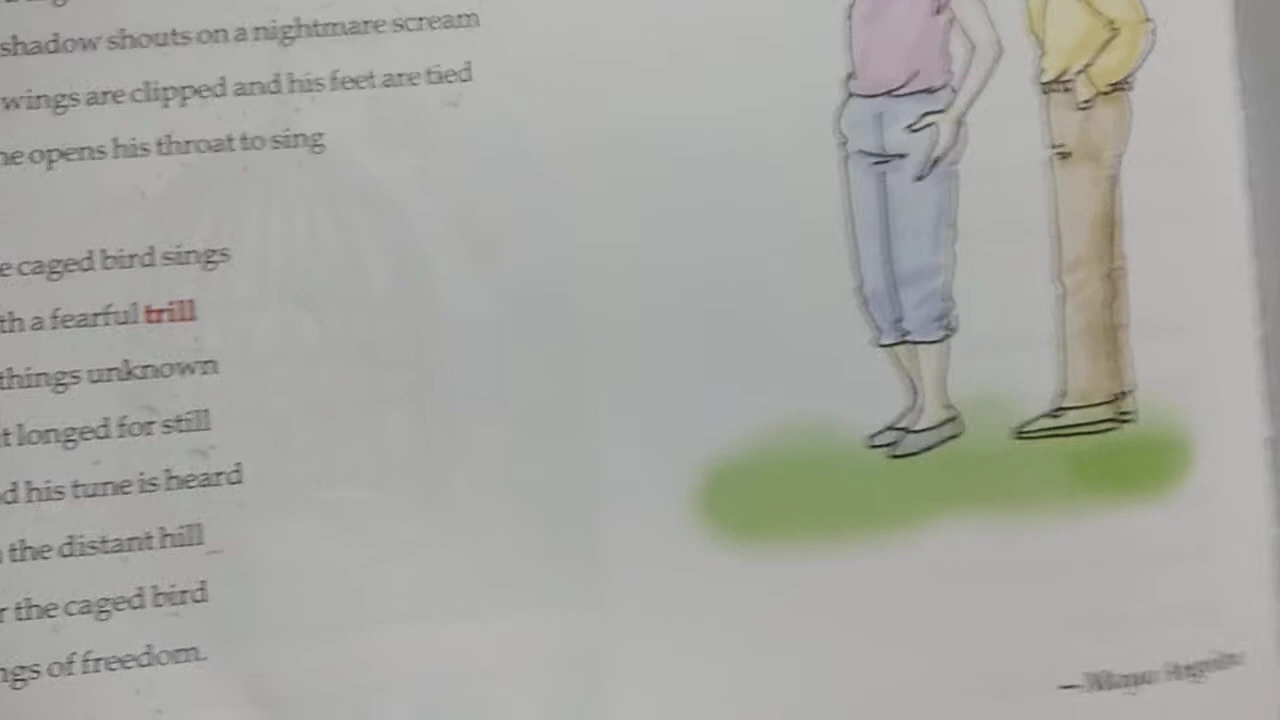 shadow shouts on a nightmare scream
wings are clipped and his feet are tied
he opens his throat to sing
e caged bird sings
th a fearful trill
things unknown
t longed for still
d his tune is heard
the distant hill
r the caged bird
ngs of freedom.